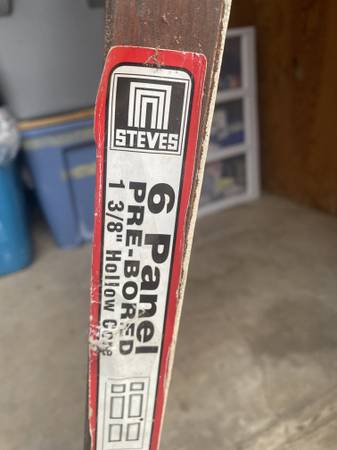 STEVES
6 Panel
PRE-BORED
1 3/8" Hollow Core